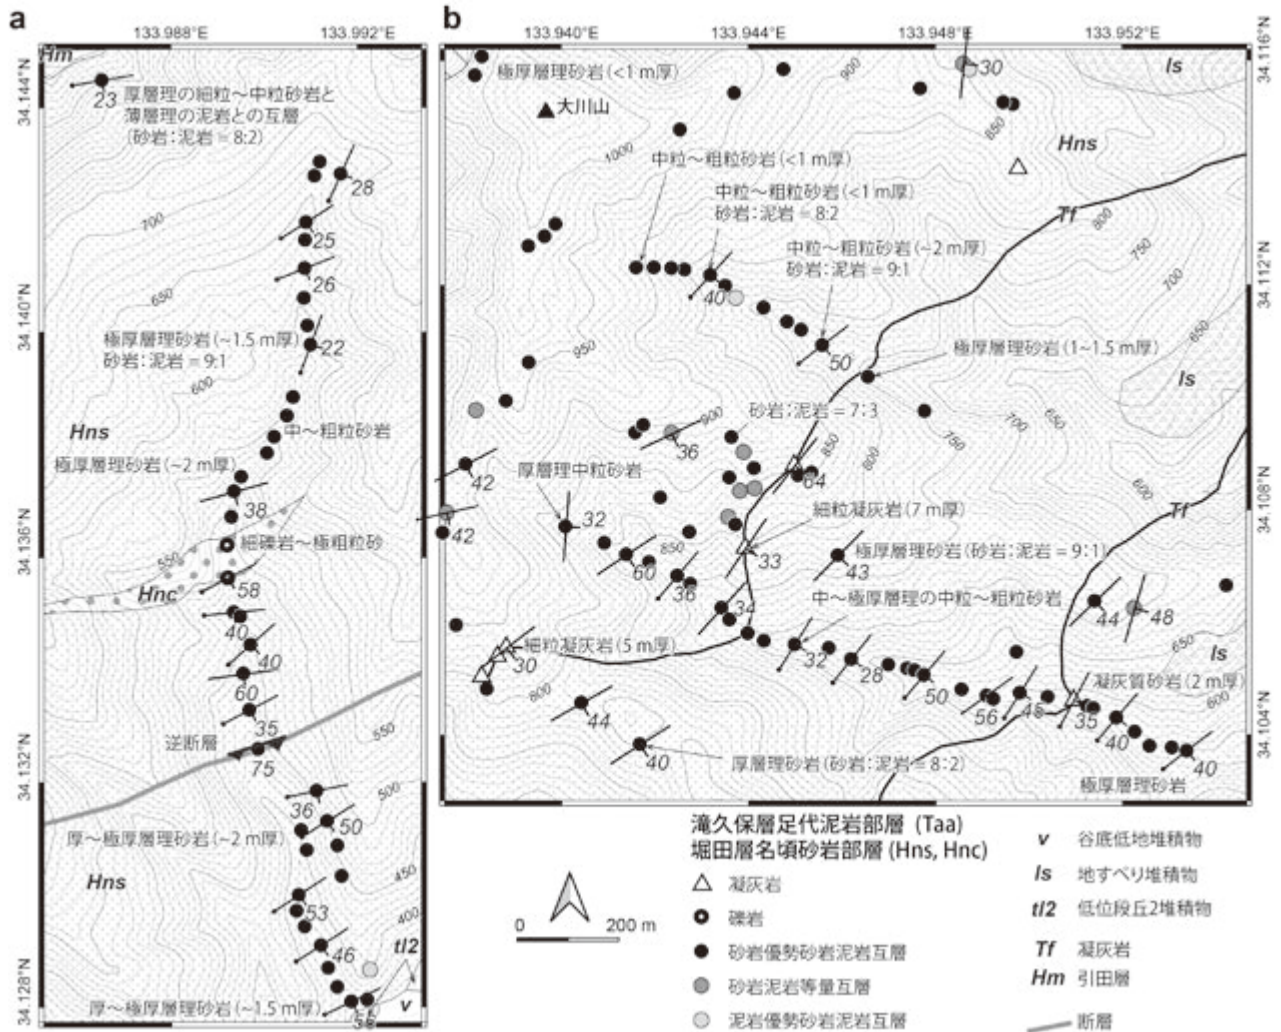 a
133.988°E
133.992°E
34.144°N
34.140°N
34.136°N
34.132°N
34.128°N
Hm
23
厚層理の細粒～中粒砂岩と
薄層理の泥岩との互層
(砂岩:泥岩 = 8:2)
28
700
25
26
650
極厚層理砂岩 (~1.5 m厚)
砂岩:泥岩 = 9:1
22
600
中～粗粒砂岩
Hns
極厚層理砂岩 (~2 m厚)
38
細礫岩～極粗粒砂
550
58
Hnc
40
40
60
35
逆断層
75
550
500
36
50
厚～極厚層理砂岩 (~2 m厚)
Hns
450
53
400
46
tl2
厚～極厚層理砂岩 (~1.5 m厚)
56
v
b
133.940°E
133.944°E
133.948°E
133.952°E
34.116°N
34.112°N
34.108°N
34.104°N
極厚層理砂岩 (<1 m厚)
900
30
ls
大川山
850
Hns
1000
中粒～粗粒砂岩 (<1 m厚)
中粒～粗粒砂岩 (<1 m厚)
砂岩:泥岩 = 8:2
Tf
800
750
700
中粒～粗粒砂岩 (~2 m厚)
砂岩:泥岩 = 9:1
40
50
950
極厚層理砂岩 (1~1.5 m厚)
650
ls
砂岩:泥岩 = 7:3
900
36
850
800
750
700
650
42
厚層理中粒砂岩
64
600
32
細粒凝灰岩 (7 m厚)
Tf
42
850
60
33
極厚層理砂岩 (砂岩:泥岩 = 9:1)
43
36
34
中～極厚層理の中粒～粗粒砂岩
44
48
細粒凝灰岩 (5 m厚)
30
32
28
650
ls
800
50
凝灰質砂岩 (2 m厚)
600
44
56
45
35
40
40
厚層理砂岩 (砂岩:泥岩 = 8:2)
40
極厚層理砂岩
滝久保層足代泥岩部層 (Taa)
堀田層名頃砂岩部層 (Hns, Hnc)
凝灰岩
礫岩
砂岩優勢砂岩泥岩互層
砂岩泥岩等量互層
泥岩優勢砂岩泥岩互層
0 200 m
v 谷底低地堆積物
ls 地すべり堆積物
tl2 低位段丘2堆積物
Tf 凝灰岩
Hm 引田層
断層